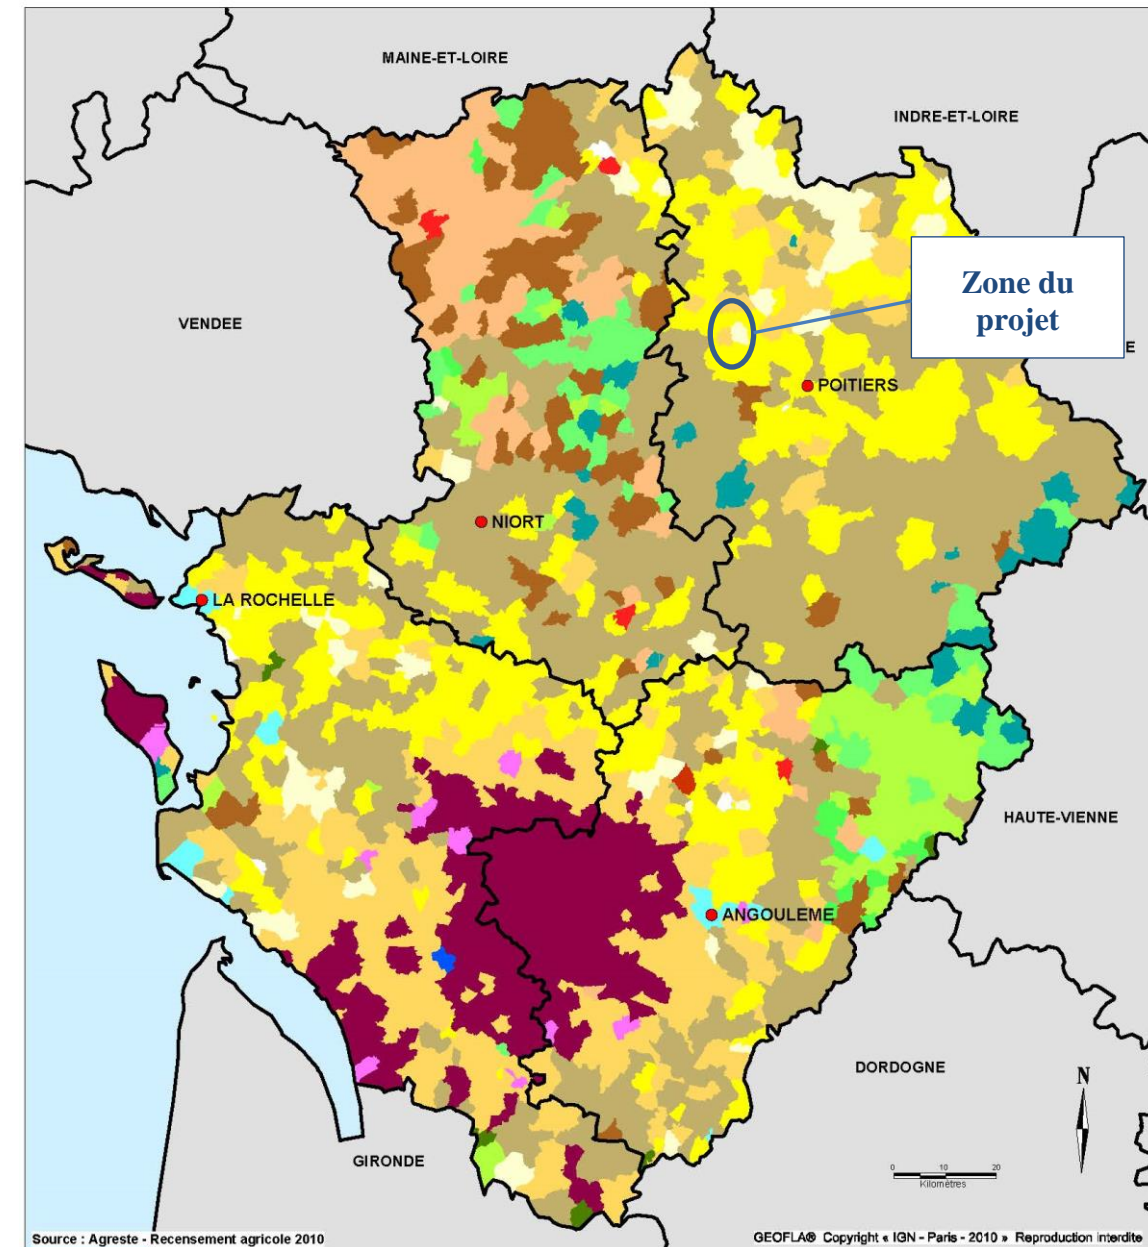 MAINE-ET-LOIRE
INDRE-ET-LOIRE
Zone du
projet
VENDEE
E
POITIERS
NIORT
LA ROCHELLE
HAUTE-VIENNE
ANGOULEME
DORDOGNE
N
GIRONDE
0 10 20
Kilomètres
Source : Agreste - Recensement agricole 2010
GEOFLA® Copyright « IGN - Paris - 2010 » Reproduction interdite